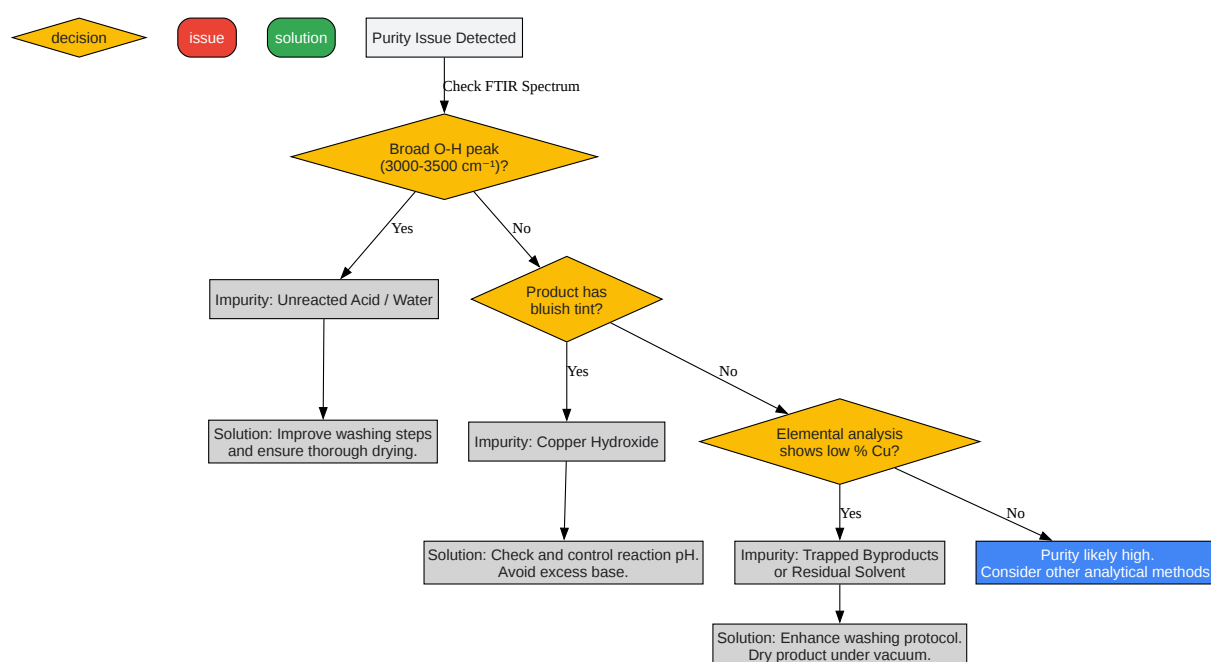 decision
issue
solution
Purity Issue Detected
Check FTIR Spectrum
Broad O-H peak
(3000-3500 cm⁻¹)?
Yes
No
Impurity: Unreacted Acid / Water
Product has
bluish tint?
Yes
No
Solution: Improve washing steps
and ensure thorough drying.
Impurity: Copper Hydroxide
Elemental analysis
shows low % Cu?
Yes
No
Solution: Check and control reaction pH.
Avoid excess base.
Impurity: Trapped Byproducts
or Residual Solvent
Purity likely high.
Consider other analytical methods
Solution: Enhance washing protocol.
Dry product under vacuum.